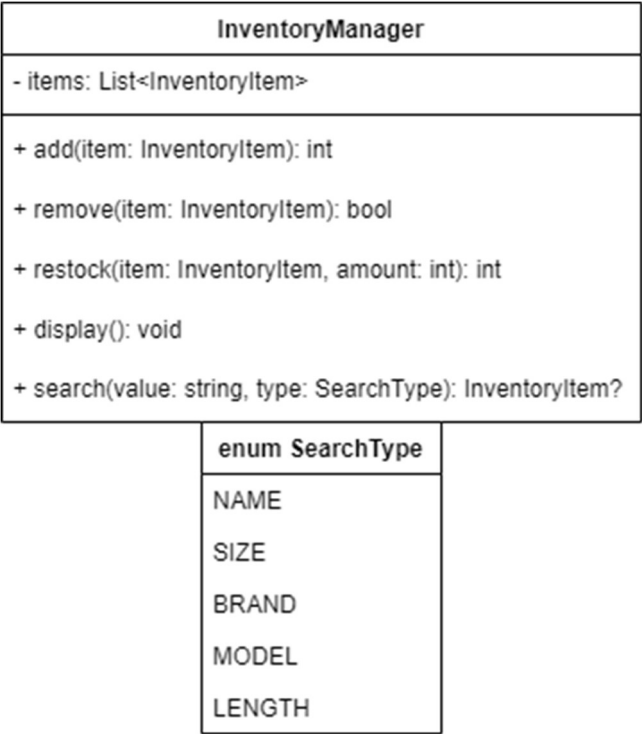 InventoryManager
- items: List<InventoryItem>
+ add(item: InventoryItem): int
+ remove(item: InventoryItem): bool
+ restock(item: InventoryItem, amount: int): int
+ display(): void
+ search(value: string, type: SearchType): InventoryItem?
enum SearchType
NAME
SIZE
BRAND
MODEL
LENGTH